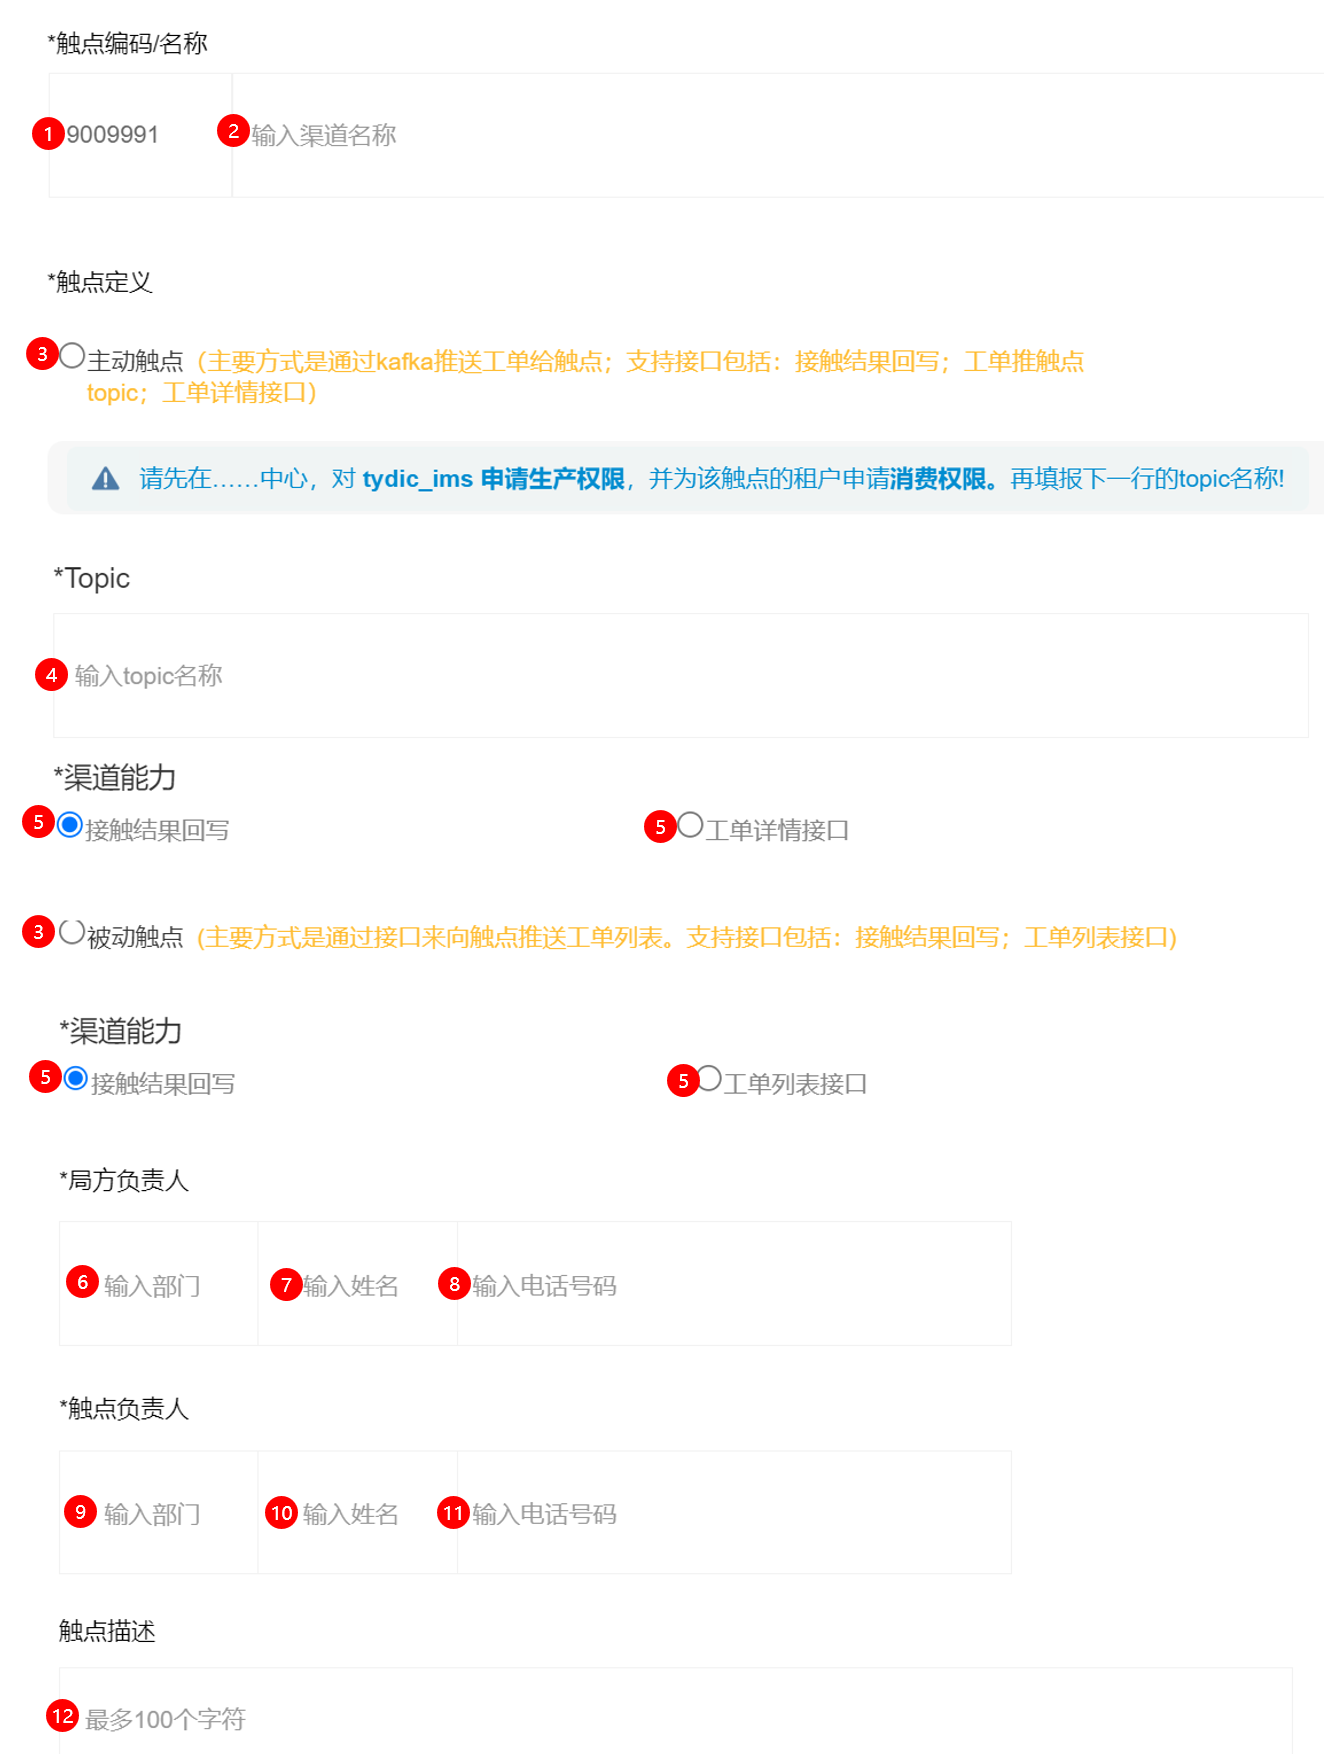 *触点编码/名称
1 9009991 2 输入渠道名称
*触点定义
3 主动触点（主要方式是通过kafka推送工单给触点；支持接口包括：接触结果回写；工单推触点
topic；工单详情接口）
请先在……中心，对 tydic_ims 申请生产权限，并为该触点的租户申请消费权限。再填报下一行的topic名称!
*Topic
4 输入topic名称
*渠道能力
5 接触结果回写 5 工单详情接口
3 被动触点 (主要方式是通过接口来向触点推送工单列表。支持接口包括：接触结果回写；工单列表接口)
*渠道能力
5 接触结果回写 5 工单列表接口
*局方负责人
6 输入部门 7 输入姓名 8 输入电话号码
*触点负责人
9 输入部门 10 输入姓名 11 输入电话号码
触点描述
12 最多100个字符